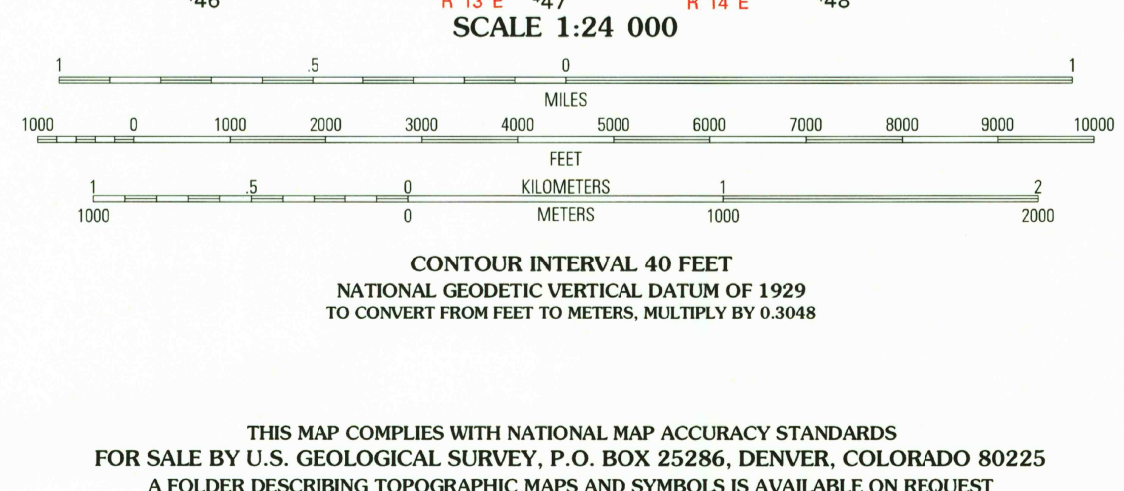 46 R 13 E 47 R 14 E 48
SCALE 1:24 000
1 .5 0 1
MILES
1000 0 1000 2000 3000 4000 5000 6000 7000 8000 9000 10000
FEET
1 .5 0 KILOMETERS 1 2
1000 0 METERS 1000 2000
CONTOUR INTERVAL 40 FEET
NATIONAL GEODETIC VERTICAL DATUM OF 1929
TO CONVERT FROM FEET TO METERS, MULTIPLY BY 0.3048
THIS MAP COMPLIES WITH NATIONAL MAP ACCURACY STANDARDS
FOR SALE BY U.S. GEOLOGICAL SURVEY, P.O. BOX 25286, DENVER, COLORADO 80225
A FOLDER DESCRIBING TOPOGRAPHIC MAPS AND SYMBOLS IS AVAILABLE ON REQUEST